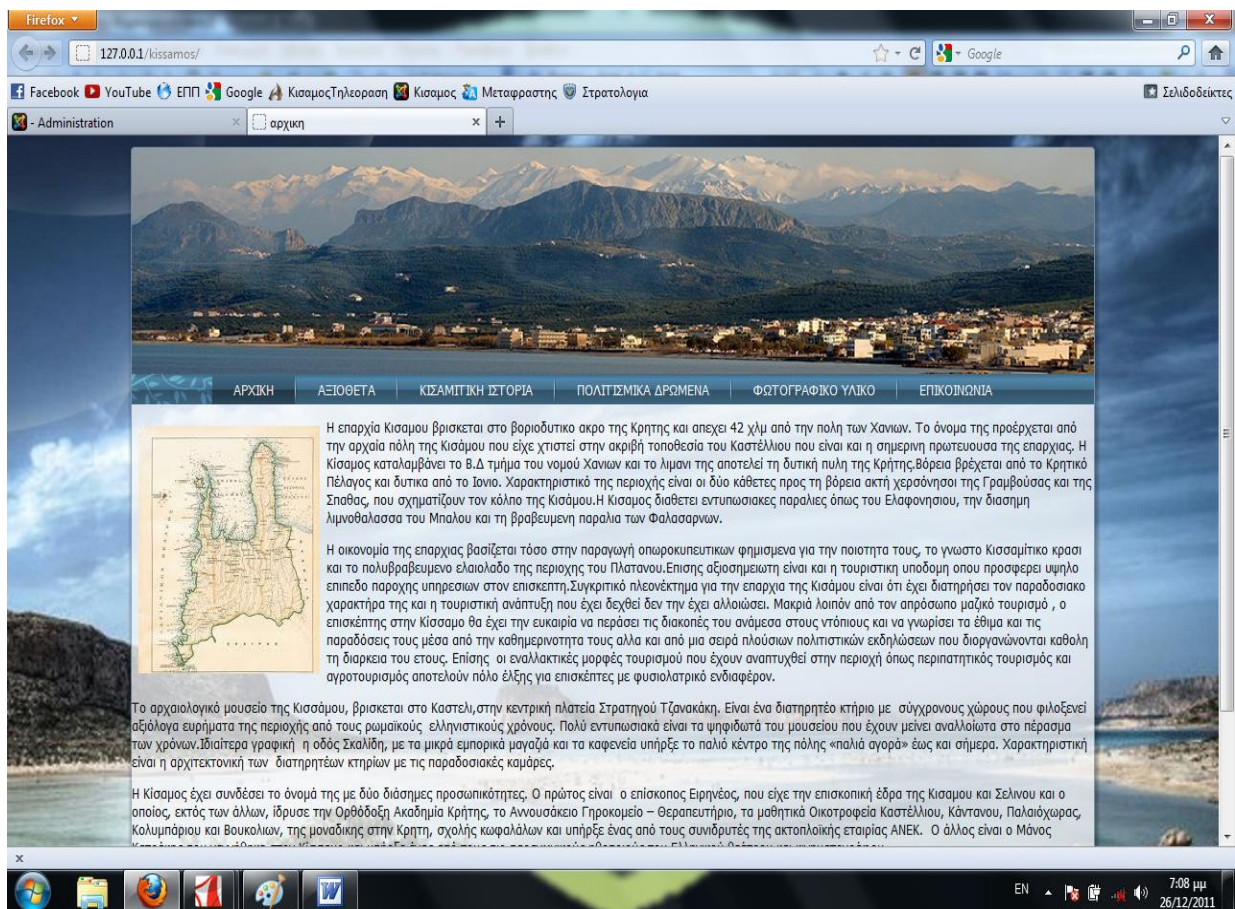 Firefox
127.0.0.1/kissamos/
Google
Facebook YouTube ΕΠΠ Google ΚισαμοςΤηλεοραση Κισαμος Μεταφραστης Στρατολογια Σελιδοδείκτες
- Administration × αρχικη × +
ΑΡΧΙΚΗ ΑΞΙΟΘΕΤΑ ΚΙΣΑΜΙΤΙΚΗ ΙΣΤΟΡΙΑ ΠΟΛΙΤΙΣΜΙΚΑ ΔΡΩΜΕΝΑ ΦΩΤΟΓΡΑΦΙΚΟ ΥΛΙΚΟ ΕΠΙΚΟΙΝΩΝΙΑ
Η επαρχία Κισαμου βρισκεται στο βοριοδυτικο ακρο της Κρητης και απεχει 42 χλμ από την πολη των Χανιων. Το όνομα της προέρχεται από
την αρχαία πόλη της Κισάμου που είχε χτιστεί στην ακριβή τοποθεσία του Καστέλλιου που είναι και η σημερινη πρωτευουσα της επαρχιας. Η
Κίσαμος καταλαμβάνει το Β.Δ τμήμα του νομού Χανιων και το λιμανι της αποτελεί τη δυτική πυλη της Κρήτης.Βόρεια βρέχεται από το Κρητικό
Πέλαγος και δυτικα από το Ιονιο. Χαρακτηριστικό της περιοχής είναι οι δύο κάθετες προς τη βόρεια ακτή χερσόνησοι της Γραμβούσας και της
Σπαθας, που σχηματίζουν τον κόλπο της Κισάμου.Η Κισαμος διαθετει εντυπωσιακες παραλιες όπως του Ελαφονησιου, την διασημη
λιμνοθαλασσα του Μπαλου και τη βραβευμενη παραλια των Φαλασαρνων.
Η οικονομία της επαρχιας βασίζεται τόσο στην παραγωγή οπωροκυπευτικων φημισμενα για την ποιοτητα τους, το γνωστο Κισσαμίτικο κρασι
και το πολυβραβευμενο ελαιολαδο της περιοχης του Πλατανου.Επισης αξιοσημειωτη είναι και η τουριστικη υποδομη οπου προσφερει υψηλο
επιπεδο παροχης υπηρεσιων στον επισκεπτη.Συγκριτικό πλεονέκτημα για την επαρχια της Κισάμου είναι ότι έχει διατηρήσει τον παραδοσιακο
χαρακτήρα της και η τουριστική ανάπτυξη που έχει δεχθεί δεν την έχει αλλοιώσει. Μακριά λοιπόν από τον απρόσωπο μαζικό τουρισμό , ο
επισκέπτης στην Κίσσαμο θα έχει την ευκαιρία να περάσει τις διακοπές του ανάμεσα στους ντόπιους και να γνωρίσει τα έθιμα και τις
παραδόσεις τους μέσα από την καθημερινοτητα τους αλλα και από μια σειρά πλούσιων πολιτιστικών εκδηλώσεων που διοργανώνονται καθολη
τη διαρκεια του ετους. Επίσης οι εναλλακτικές μορφές τουρισμού που έχουν αναπτυχθεί στην περιοχή όπως περιπατητικός τουρισμός και
αγροτουρισμός αποτελούν πόλο έλξης για επισκέπτες με φυσιολατρικό ενδιαφέρον.
Το αρχαιολογικό μουσείο της Κισσάμου, βρισκεται στο Καστελι,στην κεντρική πλατεία Στρατηγού Τζανακάκη. Είναι ένα διατηρητέο κτήριο με σύγχρονους χώρους που φιλοξενεί
αξιόλογα ευρήματα της περιοχής από τους ρωμαϊκούς ελληνιστικούς χρόνους. Πολύ εντυπωσιακά είναι τα ψηφιδωτά του μουσείου που έχουν μείνει αναλλοίωτα στο πέρασμα
των χρόνων.Ιδιαίτερα γραφική η οδός Σκαλίδη, με τα μικρά εμπορικά μαγαζιά και τα καφενεία υπήρξε το παλιό κέντρο της πόλης «παλιά αγορά» έως και σήμερα. Χαρακτηριστική
είναι η αρχιτεκτονική των διατηρητέων κτηρίων με τις παραδοσιακές καμάρες.
Η Κίσαμος έχει συνδέσει το όνομά της με δύο διάσημες προσωπικότητες. Ο πρώτος είναι ο επίσκοπος Ειρηνέος, που είχε την επισκοπική έδρα της Κισαμου και Σελινου και ο
οποίος, εκτός των άλλων, ίδρυσε την Ορθόδοξη Ακαδημία Κρήτης, το Αννουσάκειο Γηροκομείο – Θεραπευτήριο, τα μαθητικά Οικοτροφεία Καστέλλιου, Κάντανου, Παλαιόχωρας,
Κολυμπάριου και Βουκολιων, της μοναδικης στην Κρητη, σχολής κωφαλάλων και υπήρξε ένας από τους συνιδρυτές της ακτοπλοϊκής εταιρίας ΑΝΕΚ. Ο άλλος είναι ο Μάνος
x
EN 7:08 μμ
26/12/2011